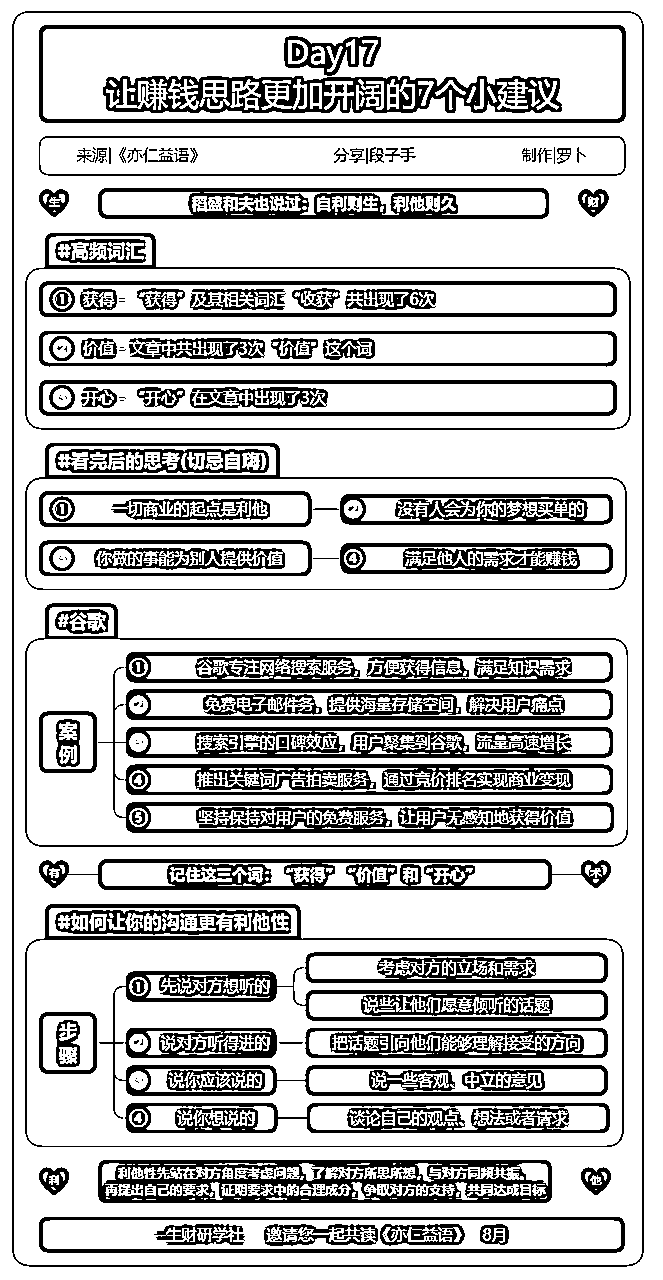 Day17
让赚钱思路更加开阔的7个小建议
来源|《亦仁益语》 分享|段子手 制作|罗卜
生 稻盛和夫也说过：自利则生，利他则久 财
#高频词汇
① 获得= “获得”及其相关词汇“收获”共出现了6次
价值=文章中共出现了3次“价值”这个词
开心= “开心”在文章中出现了3次
#看完后的思考(切忌自嗨)
① 一切商业的起点是利他 没有人会为你的梦想买单的
你做的事能为别人提供价值 ④ 满足他人的需求才能赚钱
#谷歌
案例
① 谷歌专注网络搜索服务，方便获得信息，满足知识需求
免费电子邮件务，提供海量存储空间，解决用户痛点
搜索引擎的口碑效应，用户聚集到谷歌，流量高速增长
④ 推出关键词广告拍卖服务，通过竞价排名实现商业变现
⑤ 坚持保持对用户的免费服务，让用户无感知地获得价值
有 记住这三个词：“获得” “价值”和“开心” 术
#如何让你的沟通更有利他性
步骤
① 先说对方想听的 考虑对方的立场和需求
说些让他们愿意倾听的话题
说对方听得进的 把话题引向他们能够理解接受的方向
说你应该说的 说一些客观、中立的意见
④ 说你想说的 谈论自己的观点、想法或者请求
利 利他性先站在对方角度考虑问题，了解对方所思所想，与对方同频共振， 他
再提出自己的要求，证明要求中的合理成分，争取对方的支持，共同达成目标
生财研学社 邀请您一起共读《亦仁益语》 8月